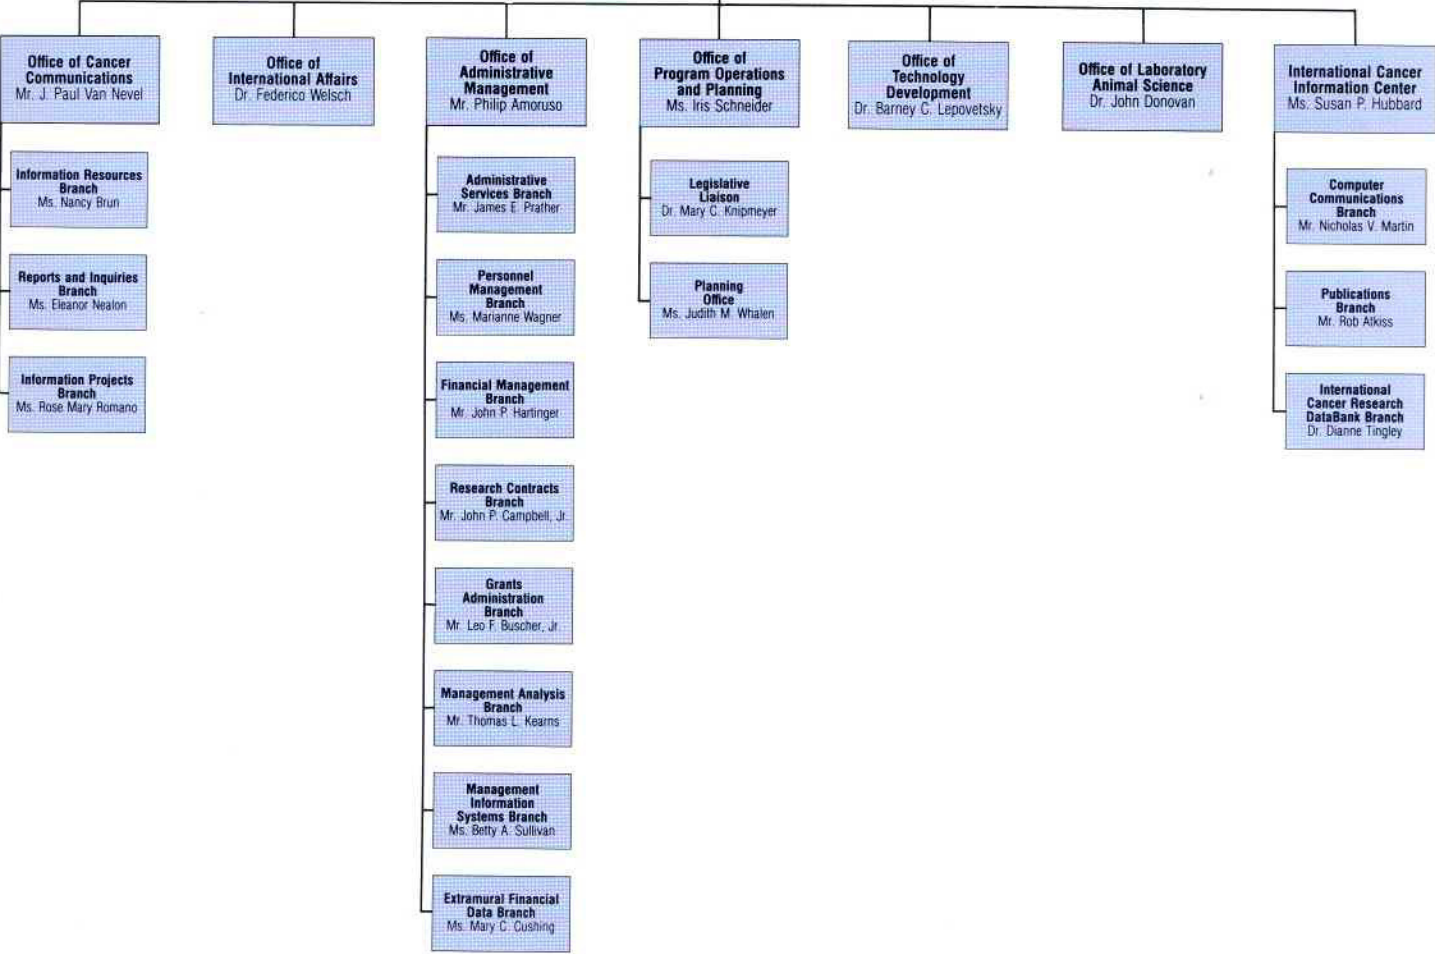 Office of Cancer
Communications
Mr. J. Paul Van Nevel
Office of
International Affairs
Dr. Federico Welsch
Office of
Administrative
Management
Mr. Philip Amoruso
Office of
Program Operations
and Planning
Ms. Iris Schneider
Office of
Technology
Development
Dr. Barney C. Lepovetsky
Office of Laboratory
Animal Science
Dr. John Donovan
International Cancer
Information Center
Ms. Susan P. Hubbard
Information Resources
Branch
Ms. Nancy Brun
Reports and Inquiries
Branch
Ms. Eleanor Nealon
Information Projects
Branch
Ms. Rose Mary Romano
Administrative
Services Branch
Mr. James E. Prather
Personnel
Management
Branch
Ms. Marianne Wagner
Financial Management
Branch
Mr. John P. Hartinger
Research Contracts
Branch
Mr. John P. Campbell, Jr.
Grants
Administration
Branch
Mr. Leo F. Buscher, Jr.
Management Analysis
Branch
Mr. Thomas L. Kearns
Management
Information
Systems Branch
Ms. Betty A. Sullivan
Extramural Financial
Data Branch
Ms. Mary C. Cushing
Legislative
Liaison
Dr. Mary C. Knipmeyer
Planning
Office
Ms. Judith M. Whalen
Computer
Communications
Branch
Mr. Nicholas V. Martin
Publications
Branch
Mr. Rob Atkiss
International
Cancer Research
DataBank Branch
Dr. Dianne Tingley